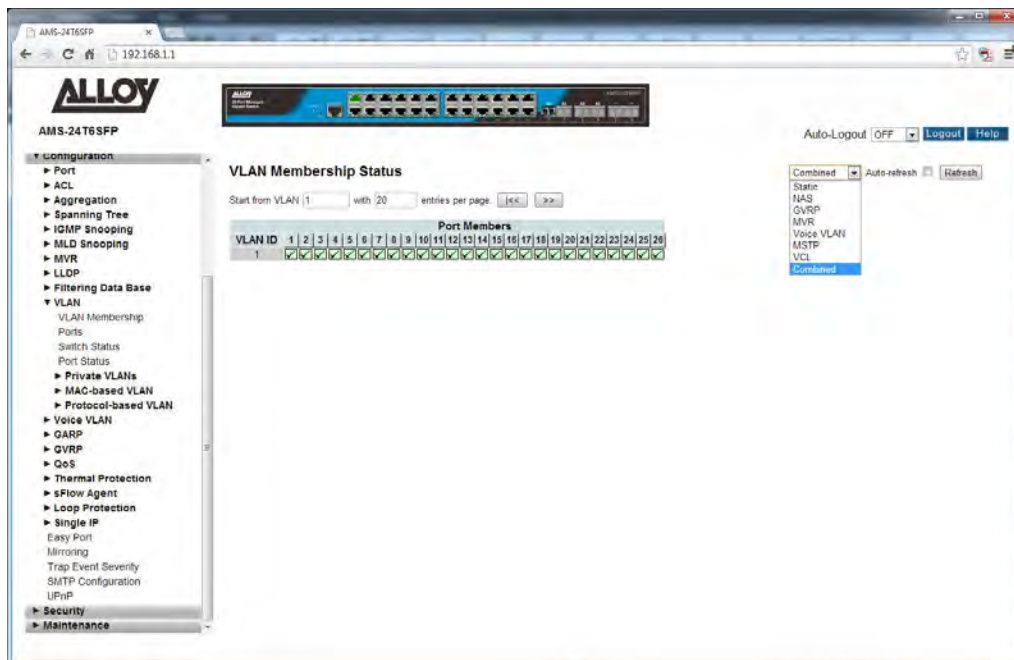 AMS-24T6SFP
192.168.1.1
ALLOY
ALLOY
AMS-24T6SFP
Auto-Logout OFF Logout Help
Configuration
Port
ACL
Aggregation
Spanning Tree
IGMP Snooping
MLD Snooping
MVR
LLDP
Filtering Data Base
VLAN
VLAN Membership
Ports
Switch Status
Port Status
Private VLANs
MAC-based VLAN
Protocol-based VLAN
Voice VLAN
GARP
GVRP
QoS
Thermal Protection
sFlow Agent
Loop Protection
Single IP
Easy Port
Mirroring
Trap Event Severity
SMTP Configuration
UPnP
Security
Maintenance
VLAN Membership Status
Combined Auto-refresh Refresh
Static
NAS
GVRP
MVR
Voice VLAN
MSTP
VCL
Combined
Start from VLAN 1 with 20 entries per page. |<< >>
Port Members
VLAN ID 1 2 3 4 5 6 7 8 9 10 11 12 13 14 15 16 17 18 19 20 21 22 23 24 25 26
1